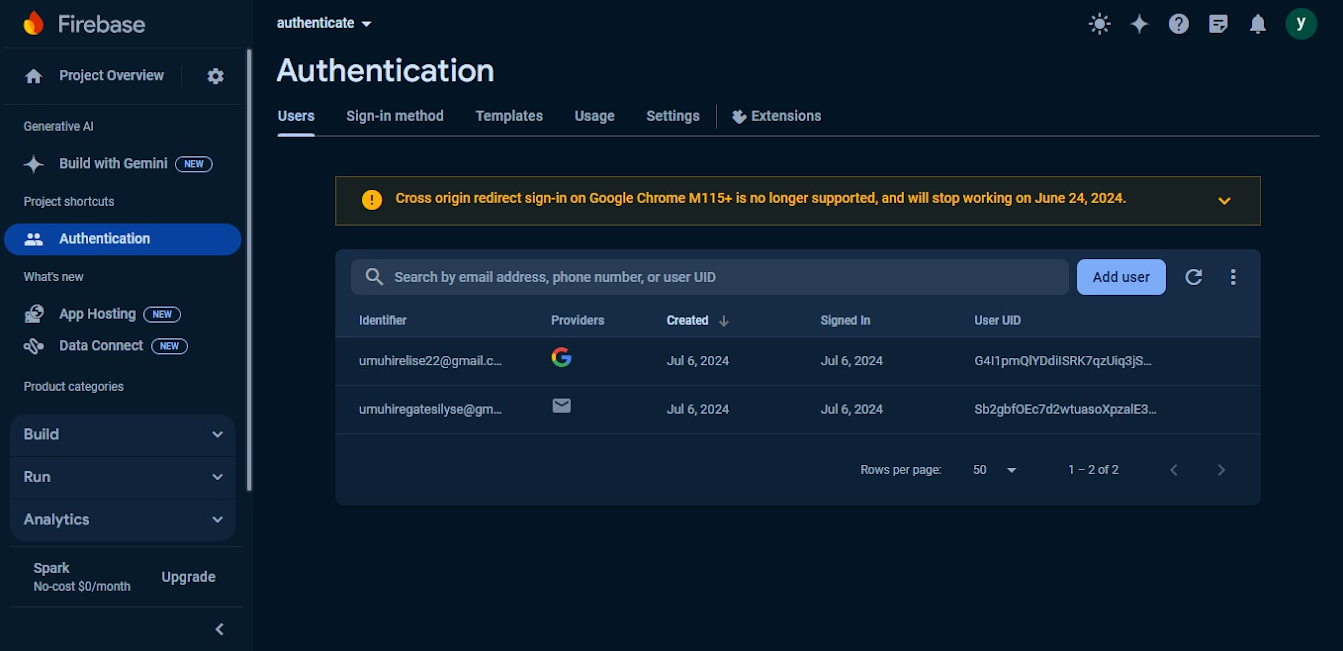 Firebase
authenticate
y
Project Overview
Authentication
Users Sign-in method Templates Usage Settings Extensions
Generative AI
Build with Gemini NEW
Project shortcuts
Authentication
What's new
App Hosting NEW
Data Connect NEW
Product categories
Build
Run
Analytics
Spark
No-cost $0/month
Upgrade
Cross origin redirect sign-in on Google Chrome M115+ is no longer supported, and will stop working on June 24, 2024.
Search by email address, phone number, or user UID
Add user
Identifier Providers Created Signed In User UID
umuhirelise22@gmail.c... Jul 6, 2024 Jul 6, 2024 G4I1pmQlYDdiISRK7qzUiq3jS...
umuhiregatesilyse@gm... Jul 6, 2024 Jul 6, 2024 Sb2gbfOEc7d2wtuasoXpzalE3...
Rows per page: 50 1 – 2 of 2